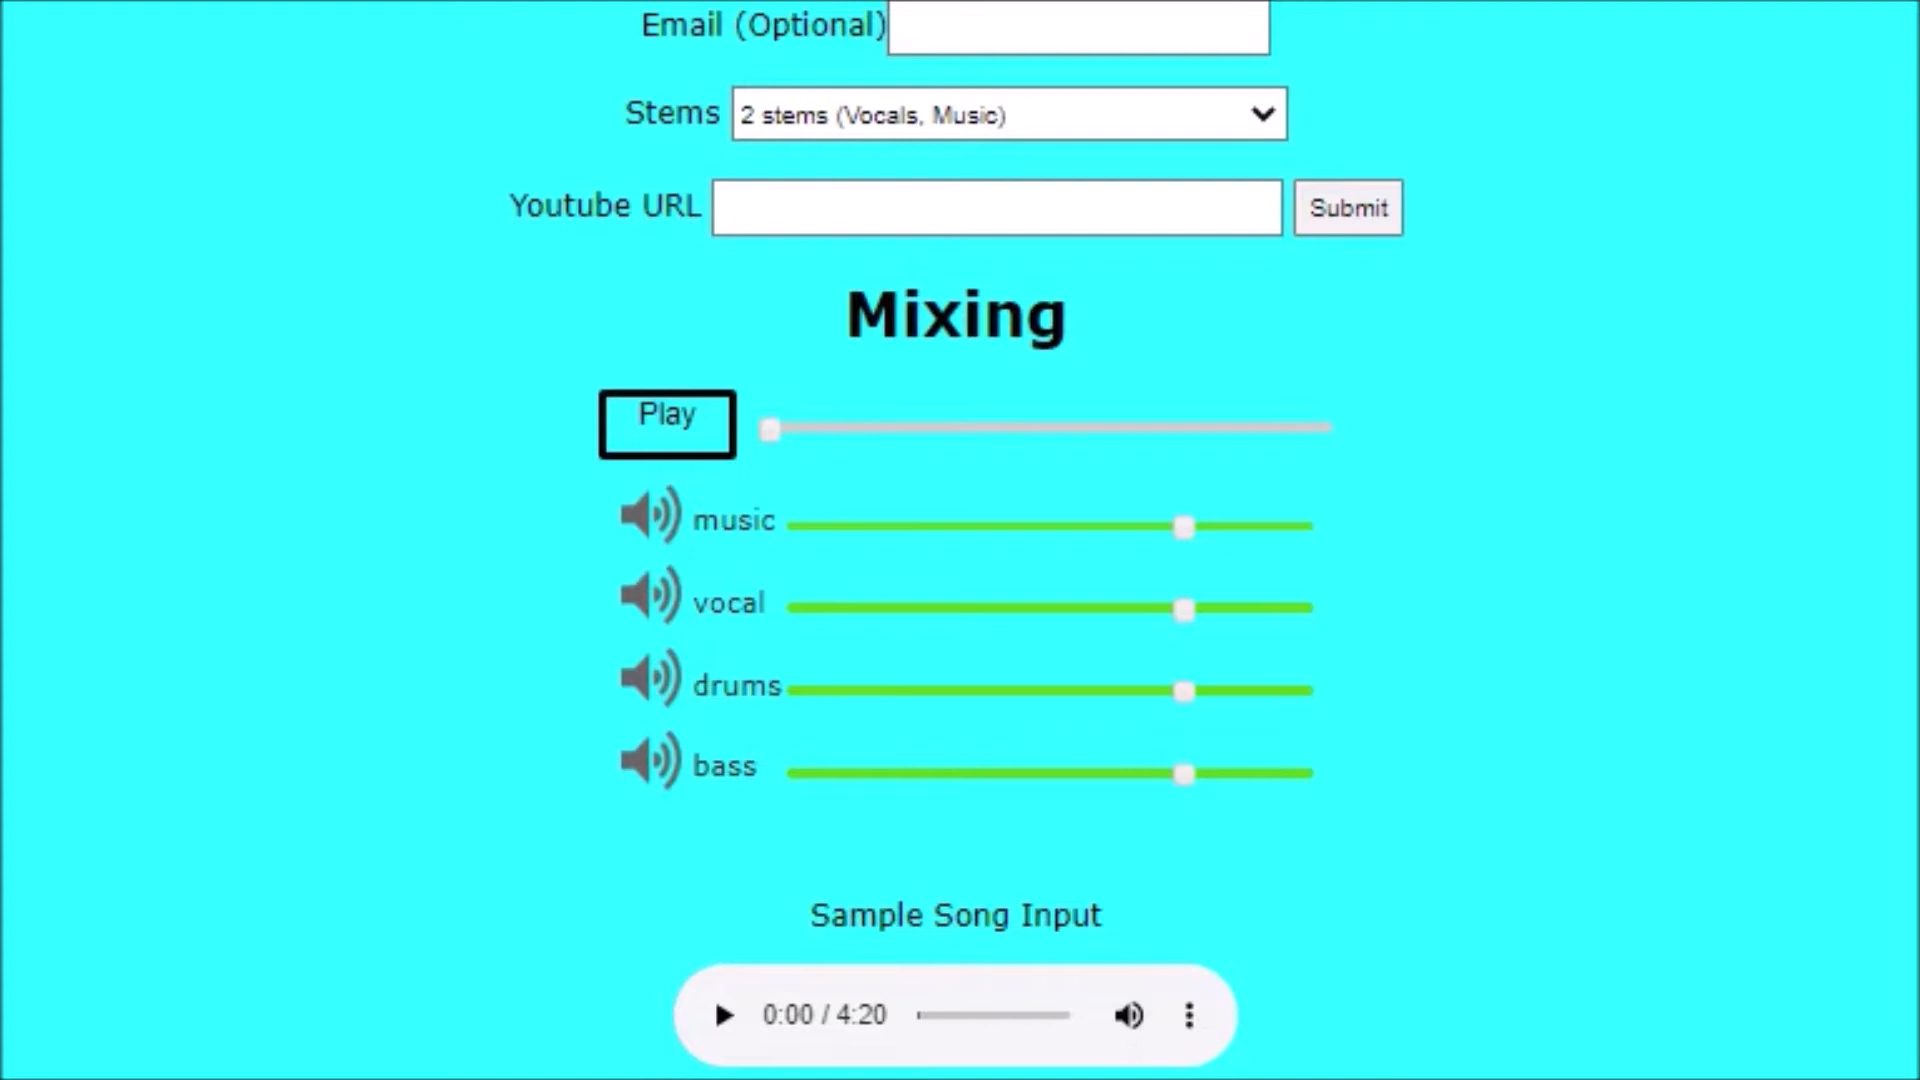 Email (Optional)
Stems 2 stems (Vocals, Music)
Youtube URL Submit
Mixing
Play
music
vocal
drums
bass
Sample Song Input
0:00 / 4:20